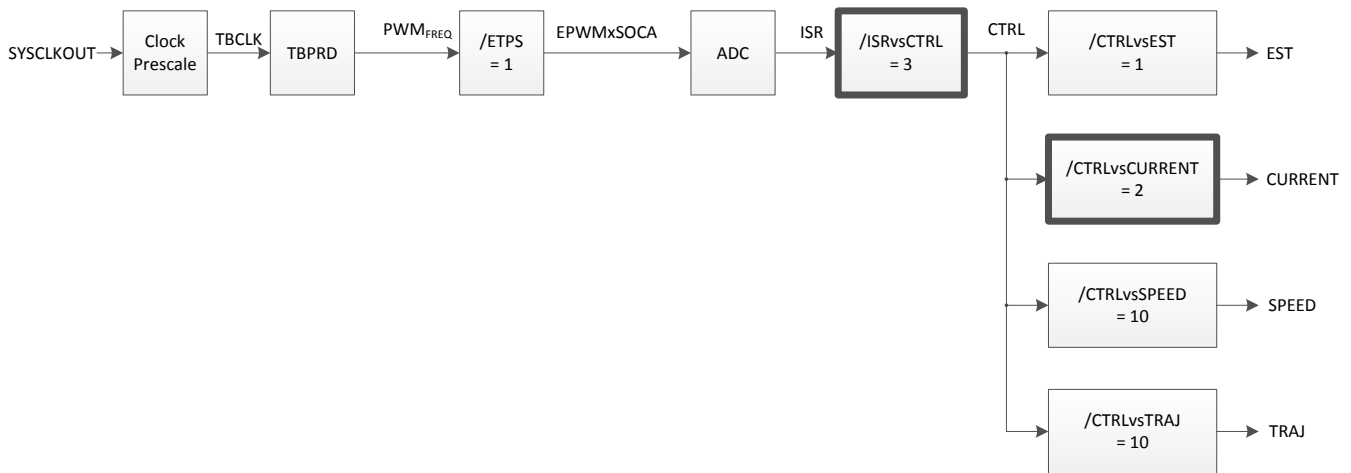 SYSCLKOUT
Clock
Prescale
TBCLK
TBPRD
PWMFREQ
/ETPS
= 1
EPWMxSOCA
ADC
ISR
/ISRvsCTRL
= 3
CTRL
/CTRLvsEST
= 1
EST
/CTRLvsCURRENT
= 2
CURRENT
/CTRLvsSPEED
= 10
SPEED
/CTRLvsTRAJ
= 10
TRAJ